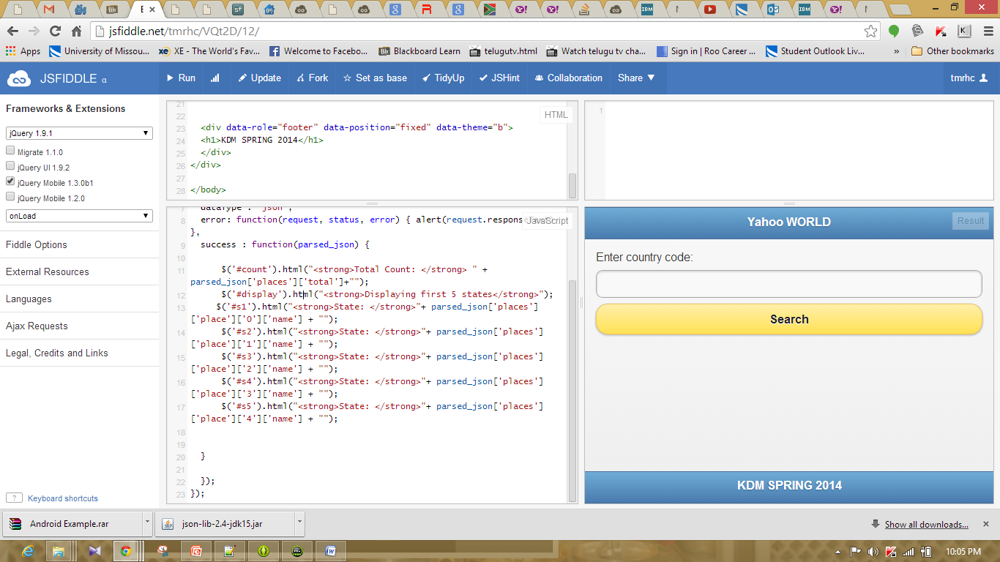 E ×
jsfiddle.net/tmrhc/VQt2D/12/
Apps University of Missou... XE - The World's Fav... Welcome to Facebo... Blackboard Learn telugutv.html Watch telugu tv cha... Sign in | Roo Career ... Student Outlook Liv... » Other bookmarks
JSFIDDLE α Run Update Fork Set as base TidyUp JSHint Collaboration Share tmrhc
Frameworks & Extensions
jQuery 1.9.1
Migrate 1.1.0
jQuery UI 1.9.2
jQuery Mobile 1.3.0b1
jQuery Mobile 1.2.0
onLoad
Fiddle Options
External Resources
Languages
Ajax Requests
Legal, Credits and Links
? Keyboard shortcuts
HTML
21
22
23 <div data-role="footer" data-position="fixed" data-theme="b">
24 <h1>KDM SPRING 2014</h1>
25 </div>
26 </div>
27
28 </body>
1
JavaScript
7 dataType : "json",
8 error: function(request, status, error) { alert(request.respons
},
9 success : function(parsed_json) {
10
11 $('#count').html("<strong>Total Count: </strong> " +
parsed_json['places']['total']+"");
12 $('#display').html("<strong>Displaying first 5 states</strong>");
13 $('#s1').html("<strong>State: </strong>"+ parsed_json['places']
['place']['0']['name'] + "");
14 $('#s2').html("<strong>State: </strong>"+ parsed_json['places']
['place']['1']['name'] + "");
15 $('#s3').html("<strong>State: </strong>"+ parsed_json['places']
['place']['2']['name'] + "");
16 $('#s4').html("<strong>State: </strong>"+ parsed_json['places']
['place']['3']['name'] + "");
17 $('#s5').html("<strong>State: </strong>"+ parsed_json['places']
['place']['4']['name'] + "");
18
19
20 }
21
22 });
23 });
Yahoo WORLD
Result
Enter country code:
Search
KDM SPRING 2014
Android Example.rar json-lib-2.4-jdk15.jar Show all downloads...
10:05 PM